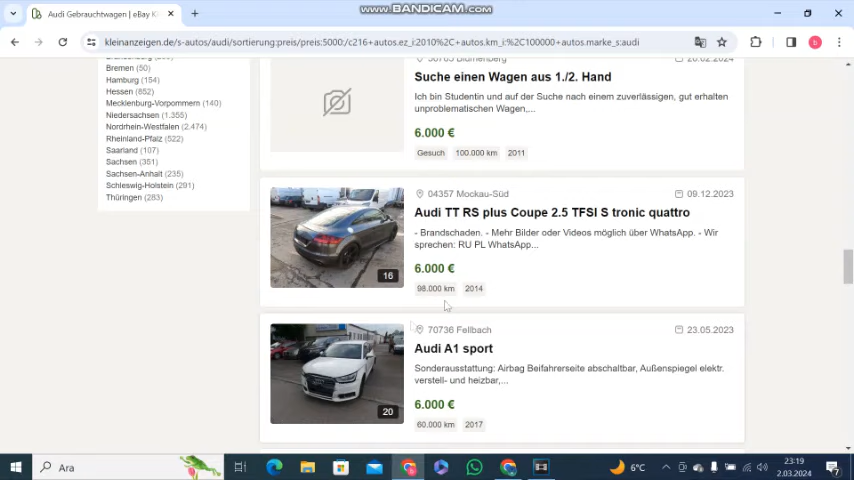 www.BANDICAM.com
Audi Gebrauchtwagen | eBay K
kleinanzeigen.de/s-autos/audi/sortierung:preis/preis:5000:/c216+autos.ez_i:2010%2C+autos.km_i:%2C100000+autos.marke_s:audi
b
Bremen (50)
Hamburg (154)
Hessen (852)
Mecklenburg-Vorpommern (140)
Niedersachsen (1.355)
Nordrhein-Westfalen (2.474)
Rheinland-Pfalz (522)
Saarland (107)
Sachsen (351)
Sachsen-Anhalt (235)
Schleswig-Holstein (291)
Thüringen (283)
Suche einen Wagen aus 1./2. Hand
Ich bin Studentin und auf der Suche nach einem zuverlässigen, gut erhalten
unproblematischen Wagen,...
6.000 €
Gesuch 100.000 km 2011
04357 Mockau-Süd 09.12.2023
Audi TT RS plus Coupe 2.5 TFSI S tronic quattro
- Brandschaden. - Mehr Bilder oder Videos möglich über WhatsApp. - Wir
sprechen: RU PL WhatsApp...
6.000 €
16
98.000 km 2014
70736 Fellbach 23.05.2023
Audi A1 sport
Sonderausstattung: Airbag Beifahrerseite abschaltbar, Außenspiegel elektr.
verstell- und heizbar,...
6.000 €
20
60.000 km 2017
Ara
6°C
23:19
2.03.2024
7